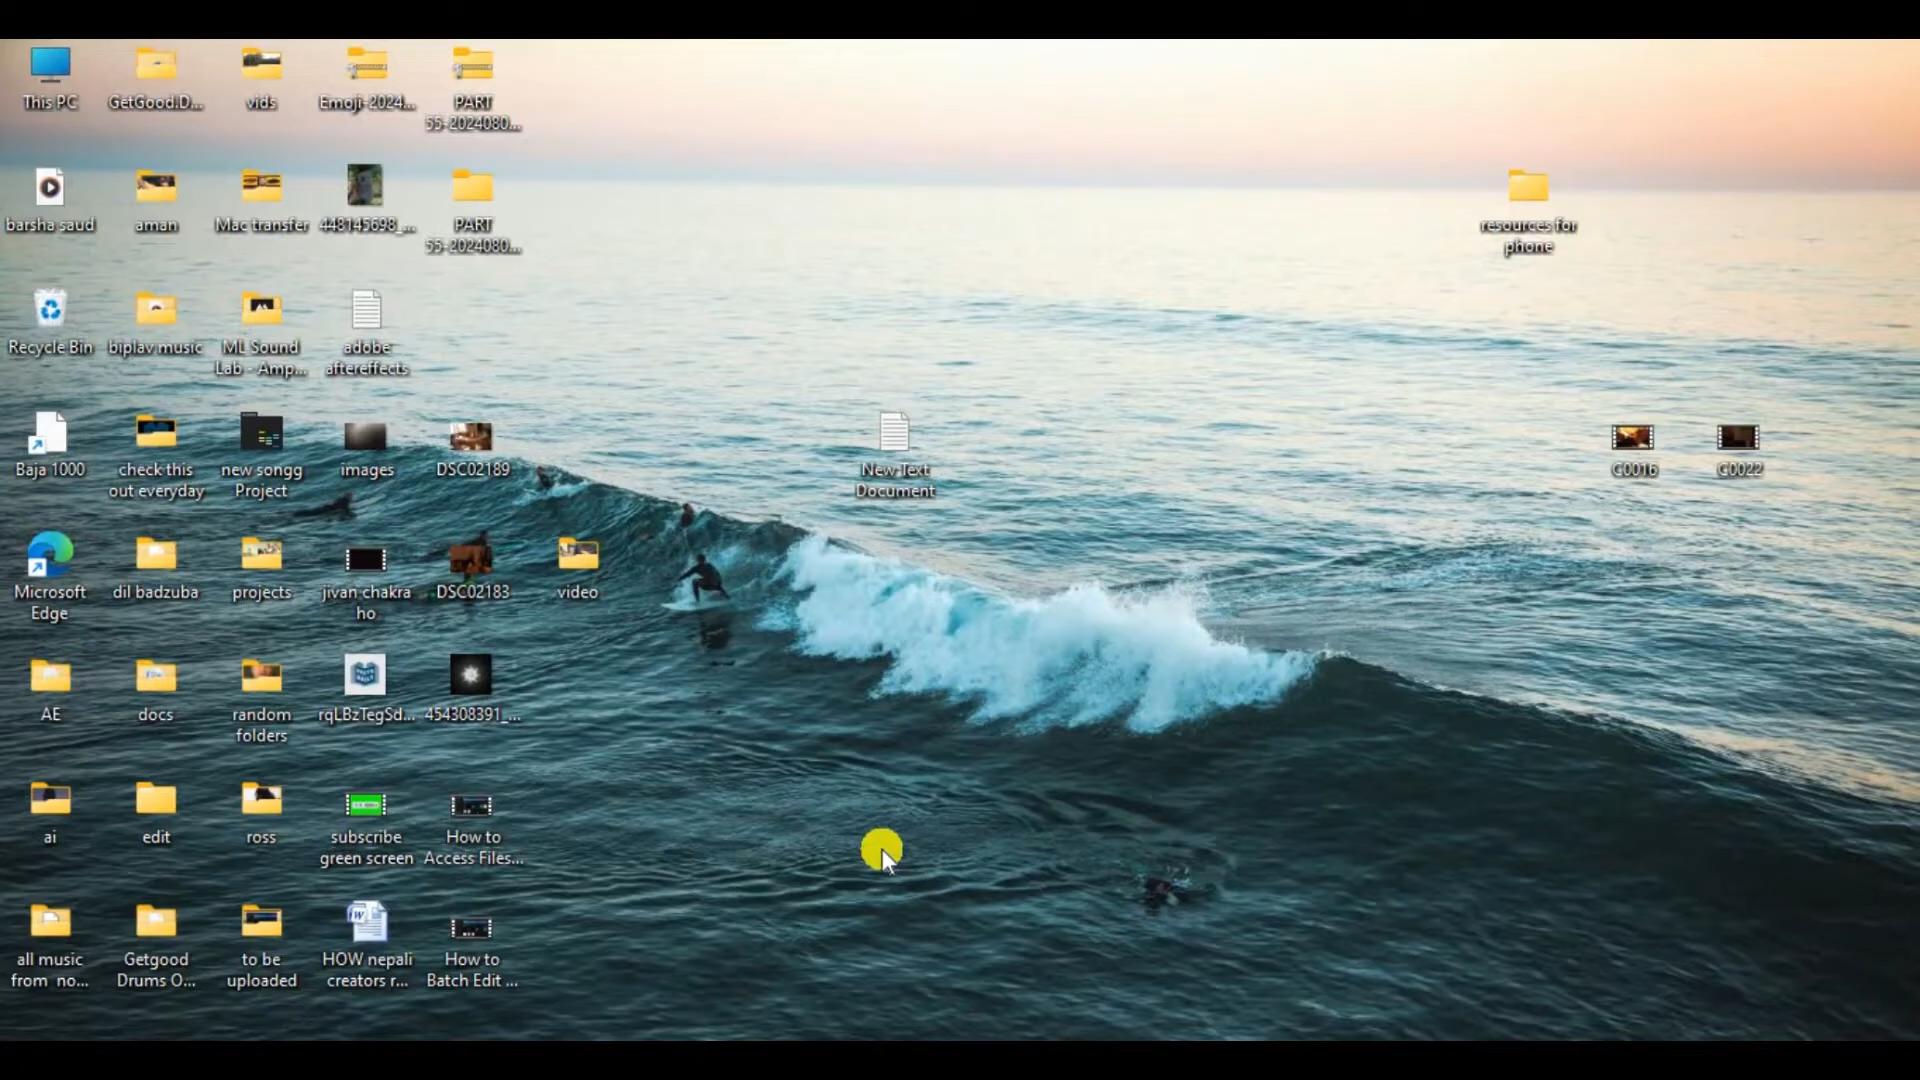 This PC
GetGood.D...
vids
Emoji-2024...
PART
55-2024080...
barsha saud
aman
Mac transfer
448145698_...
PART
55-2024080...
resources for
phone
Recycle Bin
biplav music
ML Sound
Lab - Amp...
adobe
aftereffects
Baja 1000
check this
out everyday
new songg
Project
images
DSC02189
New Text
Document
C0016
C0022
Microsoft
Edge
dil badzuba
projects
jivan chakra
ho
DSC02183
video
AE
docs
random
folders
rqLBzTegSd...
454308391_...
ai
edit
ross
subscribe
green screen
How to
Access Files...
all music
from no...
Getgood
Drums O...
to be
uploaded
HOW nepali
creators r...
How to
Batch Edit ...